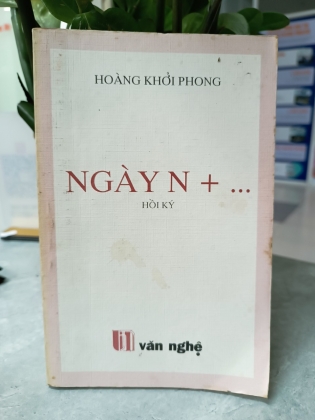 HOÀNG KHỞI PHONG
NGÀY N + ...
HỒI KÝ
văn nghệ